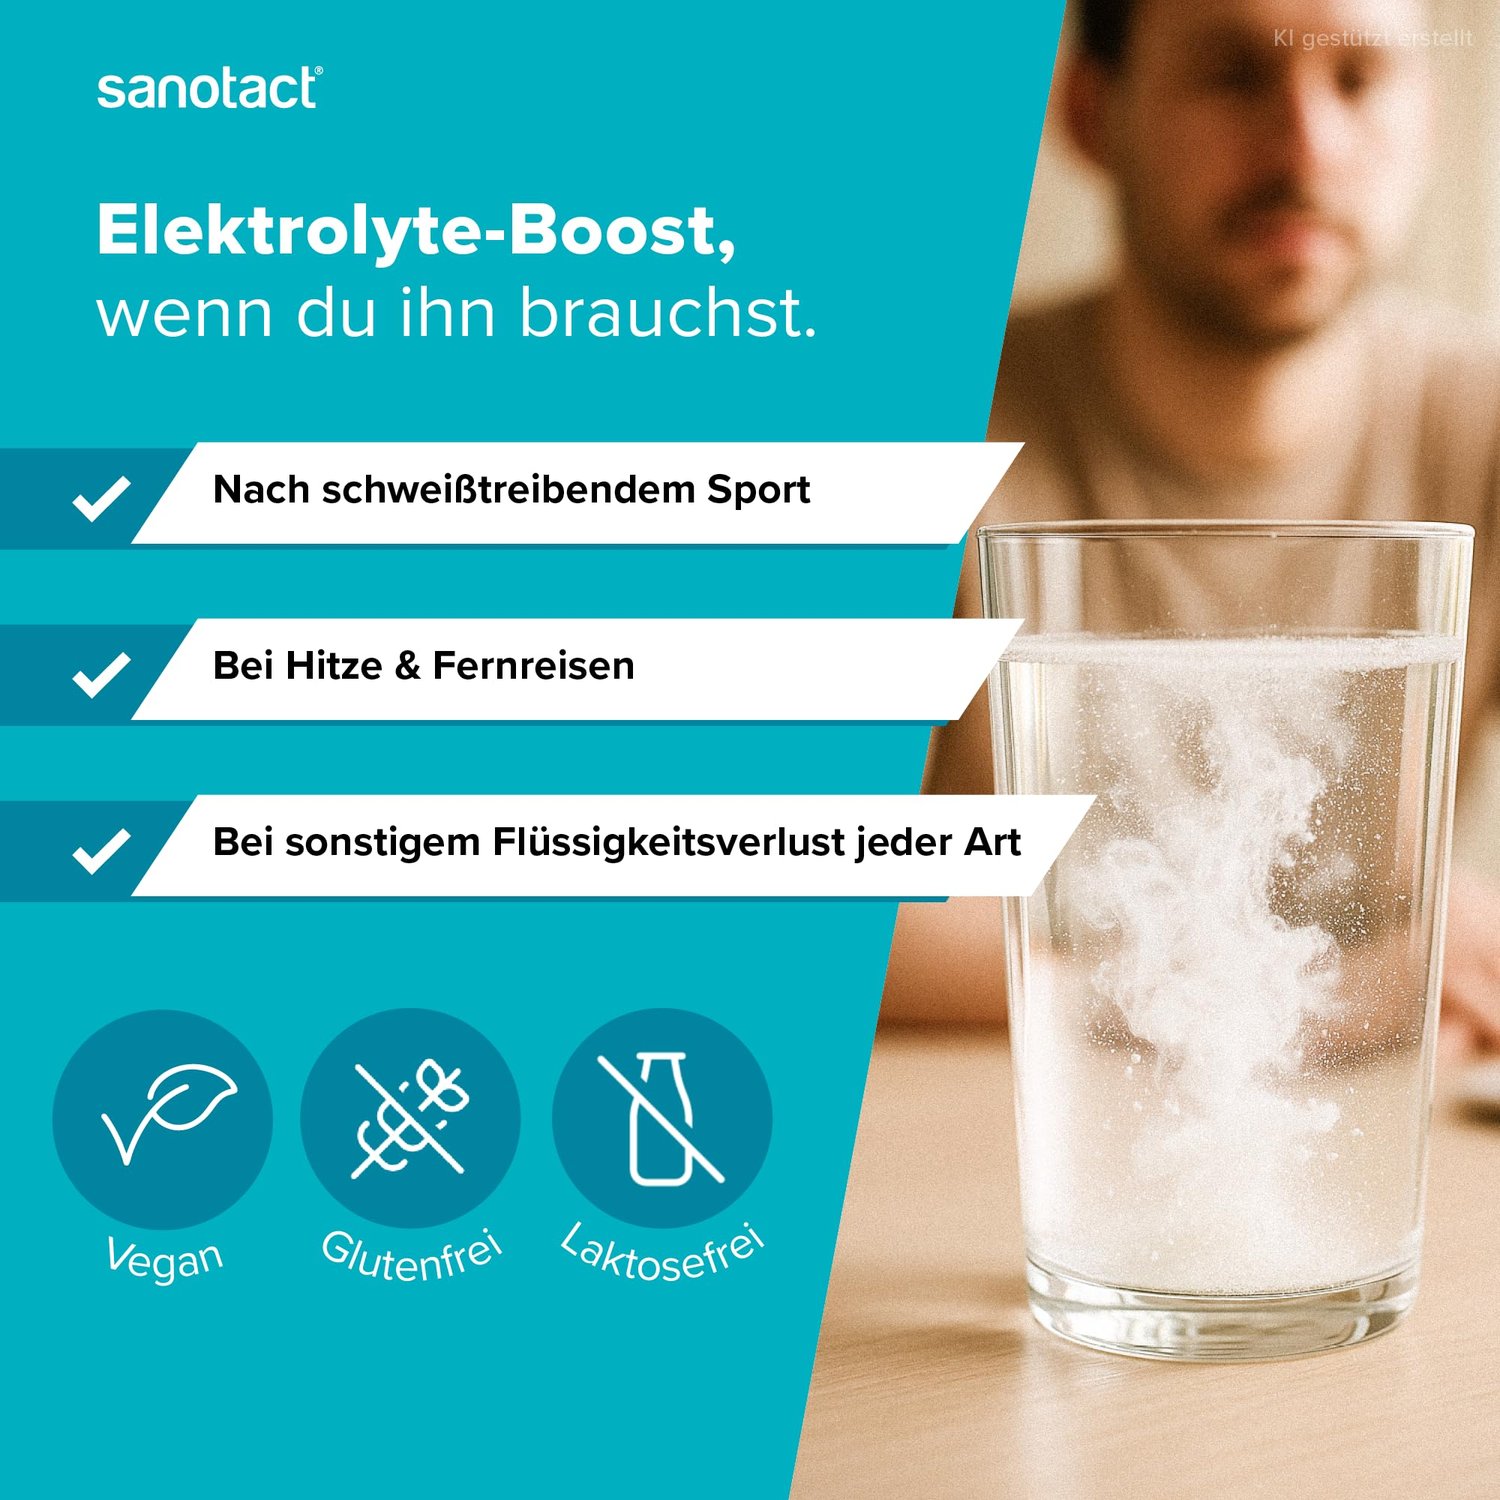 KI gestützt erstellt
sanotact®
Elektrolyte-Boost,
wenn du ihn brauchst.
Nach schweißtreibendem Sport
Bei Hitze & Fernreisen
Bei sonstigem Flüssigkeitsverlust jeder Art
Vegan
Glutenfrei
Laktosefrei